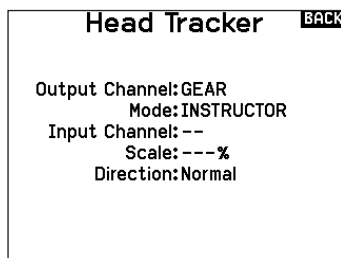 Head Tracker BACK
Output Channel:GEAR
Mode:INSTRUCTOR
Input Channel:--
Scale:---%
Direction:Normal